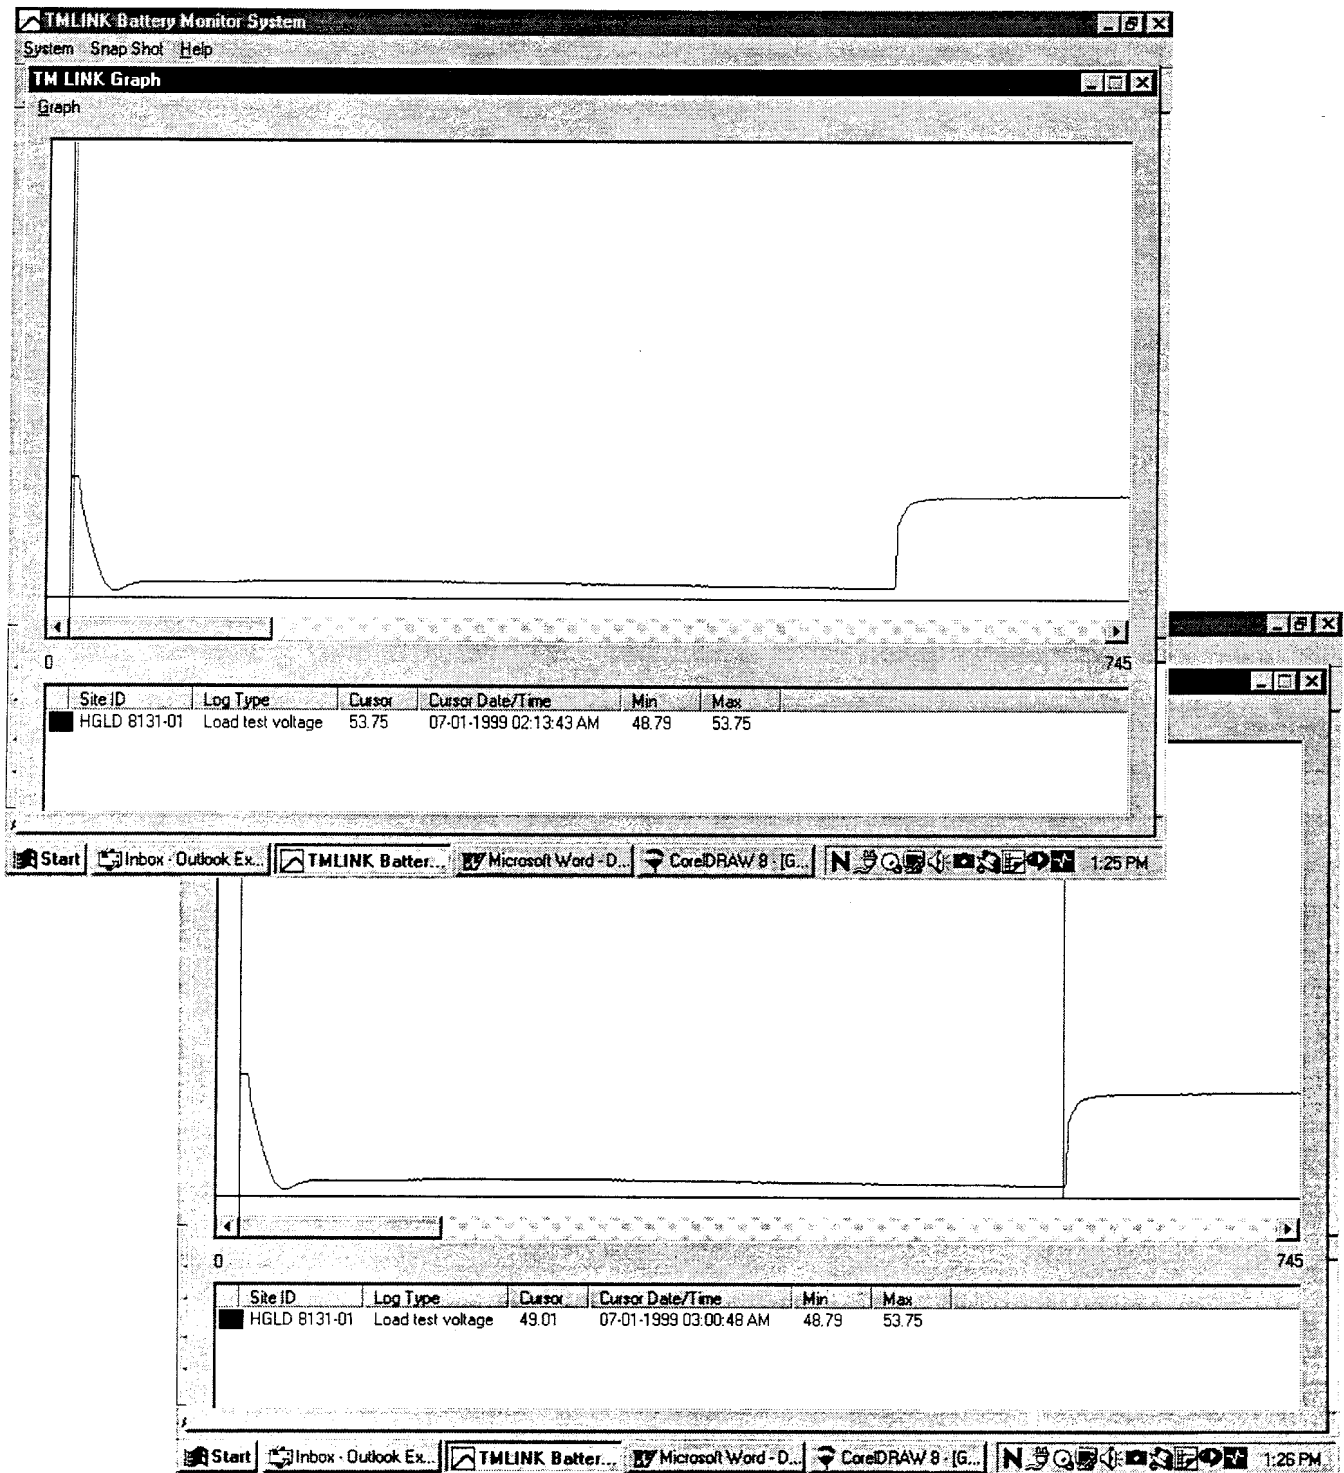 TMLINK Battery Monitor System
System Snap Shot Help
TM LINK Graph
Graph
0 745
Site ID Log Type Cursor Cursor Date/Time Min Max
HGLD 8131-01 Load test voltage 53.75 07-01-1999 02:13:43 AM 48.79 53.75
Start Inbox - Outlook Ex... TMLINK Batter... Microsoft Word - D... CorelDRAW 8 - [G... N 1:25 PM
0 745
Site ID Log Type Cursor Cursor Date/Time Min Max
HGLD 8131-01 Load test voltage 49.01 07-01-1999 03:00:48 AM 48.79 53.75
Start Inbox - Outlook Ex... TMLINK Batter... Microsoft Word - D... CorelDRAW 8 - [G... N 1:26 PM